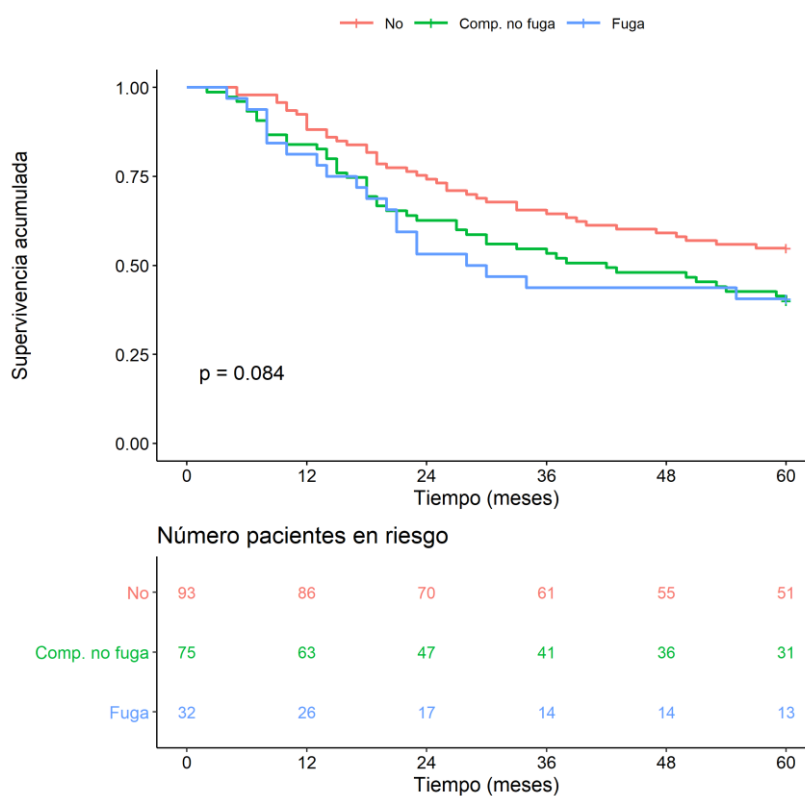 No Comp. no fuga Fuga
Supervivencia acumulada
1.00
0.75
0.50
0.25
0.00
p = 0.084
0 12 24 36 48 60
Tiempo (meses)
Número pacientes en riesgo
No 93 86 70 61 55 51
Comp. no fuga 75 63 47 41 36 31
Fuga 32 26 17 14 14 13
0 12 24 36 48 60
Tiempo (meses)